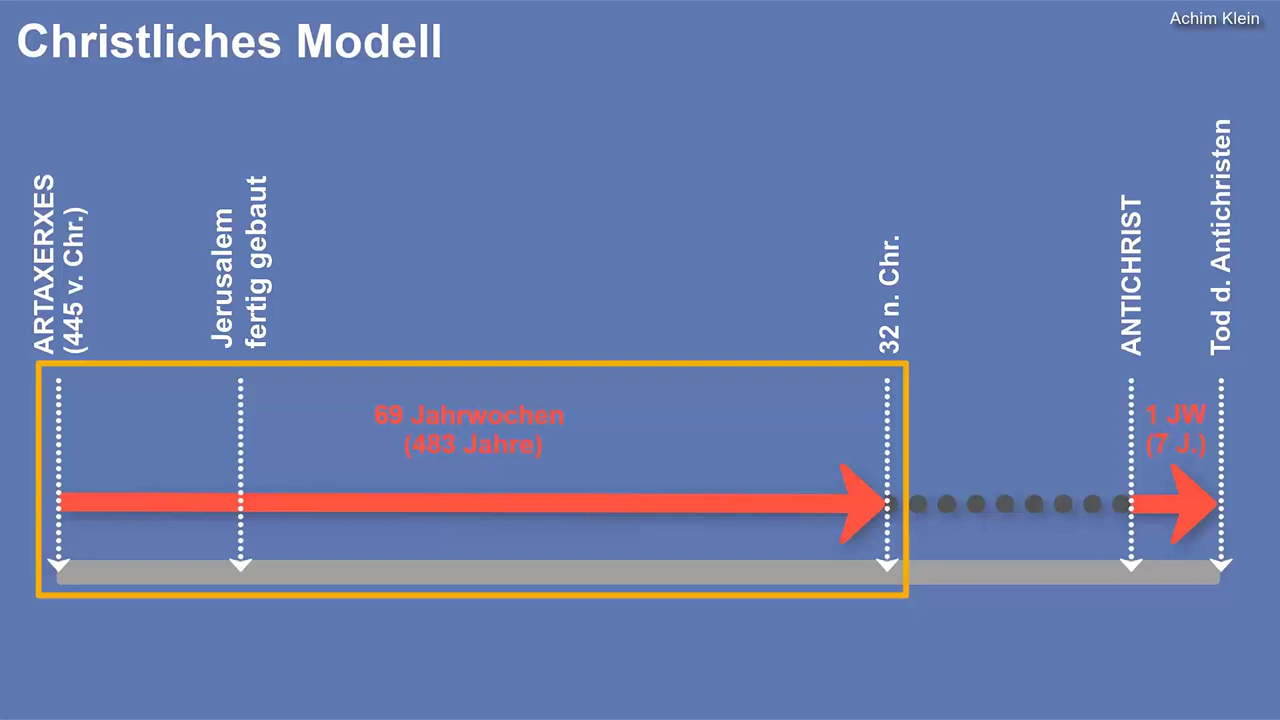 Achim Klein
Christliches Modell
ARTAXERXES
(445 v. Chr.)
Jerusalem
fertig gebaut
32 n. Chr.
ANTICHRIST
Tod d. Antichristen
69 Jahrwochen
(483 Jahre)
1 JW
(7 J.)